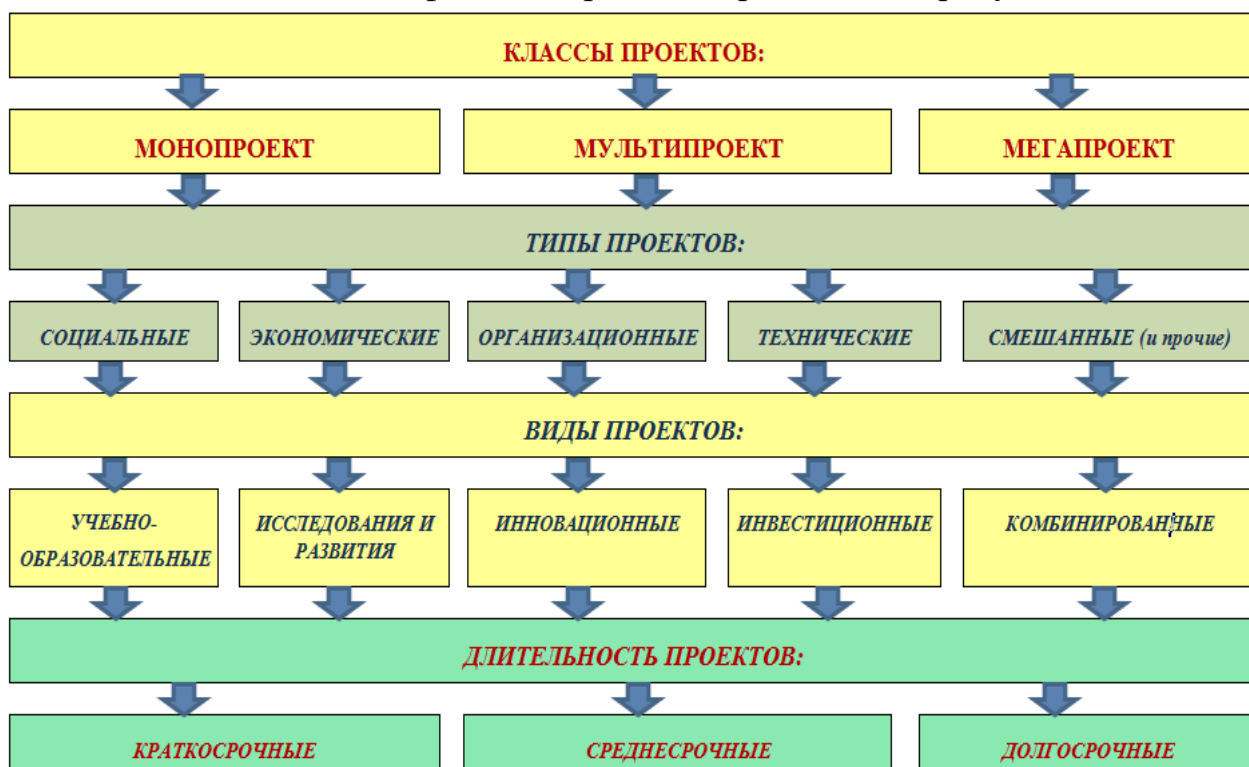 КЛАССЫ ПРОЕКТОВ:
МОНОПРОЕКТ
МУЛЬТИПРОЕКТ
МЕГАПРОЕКТ
ТИПЫ ПРОЕКТОВ:
СОЦИАЛЬНЫЕ
ЭКОНОМИЧЕСКИЕ
ОРГАНИЗАЦИОННЫЕ
ТЕХНИЧЕСКИЕ
СМЕШАННЫЕ (и прочие)
ВИДЫ ПРОЕКТОВ:
УЧЕБНО-
ОБРАЗОВАТЕЛЬНЫЕ
ИССЛЕДОВАНИЯ И
РАЗВИТИЯ
ИННОВАЦИОННЫЕ
ИНВЕСТИЦИОННЫЕ
КОМБИНИРОВАННЫЕ
ДЛИТЕЛЬНОСТЬ ПРОЕКТОВ:
КРАТКОСРОЧНЫЕ
СРЕДНЕСРОЧНЫЕ
ДОЛГОСРОЧНЫЕ